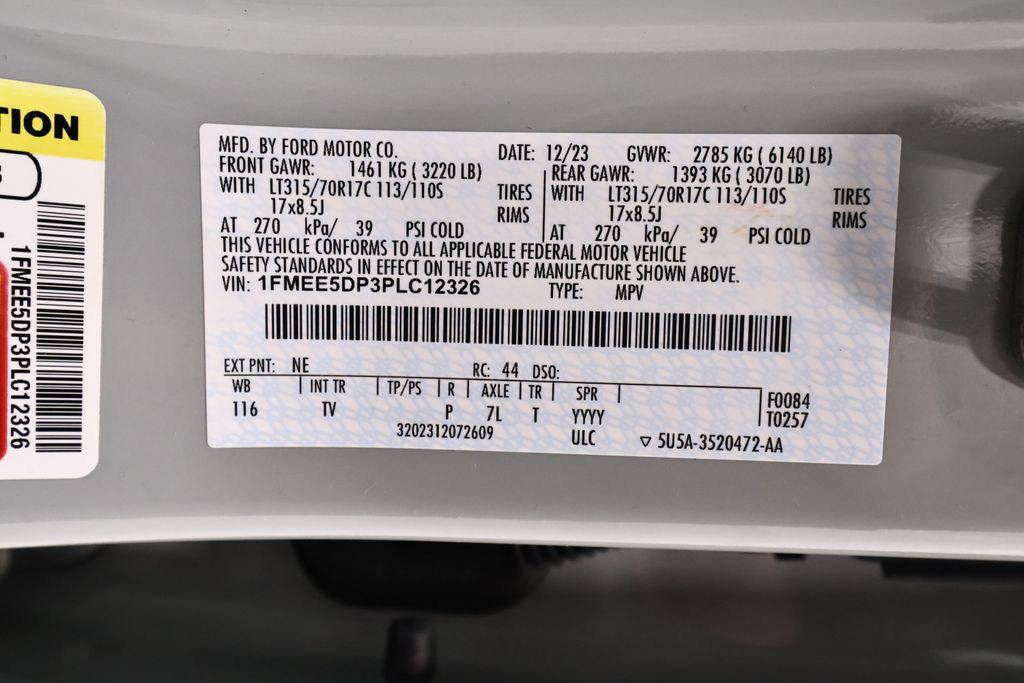 TION
1FMEE5DP3PLC12326
MFD. BY FORD MOTOR CO. DATE: 12/23 GVWR: 2785 KG ( 6140 LB)
FRONT GAWR: 1461 KG ( 3220 LB) REAR GAWR: 1393 KG ( 3070 LB)
WITH LT315/70R17C 113/110S TIRES WITH LT315/70R17C 113/110S TIRES
17x8.5J RIMS 17x8.5J RIMS
AT 270 kPa/ 39 PSI COLD AT 270 kPa/ 39 PSI COLD
THIS VEHICLE CONFORMS TO ALL APPLICABLE FEDERAL MOTOR VEHICLE
SAFETY STANDARDS IN EFFECT ON THE DATE OF MANUFACTURE SHOWN ABOVE.
VIN: 1FMEE5DP3PLC12326 TYPE: MPV
EXT PNT: NE RC: 44 DSO:
WB INT TR TP/PS R AXLE TR SPR F0084
116 TV P 7L T YYYY T0257
3202312072609 ULC ▽ 5U5A-3520472-AA